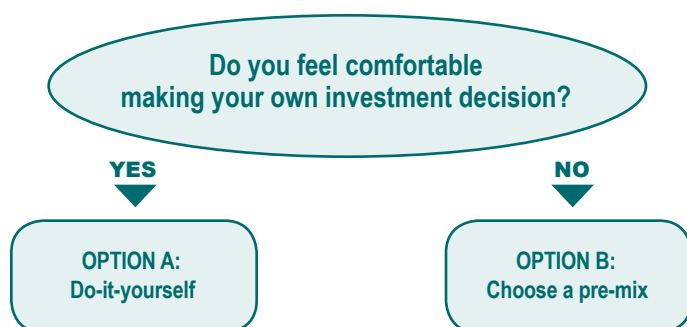 Do you feel comfortable
making your own investment decision?
YES
NO
OPTION A:
Do-it-yourself
OPTION B:
Choose a pre-mix